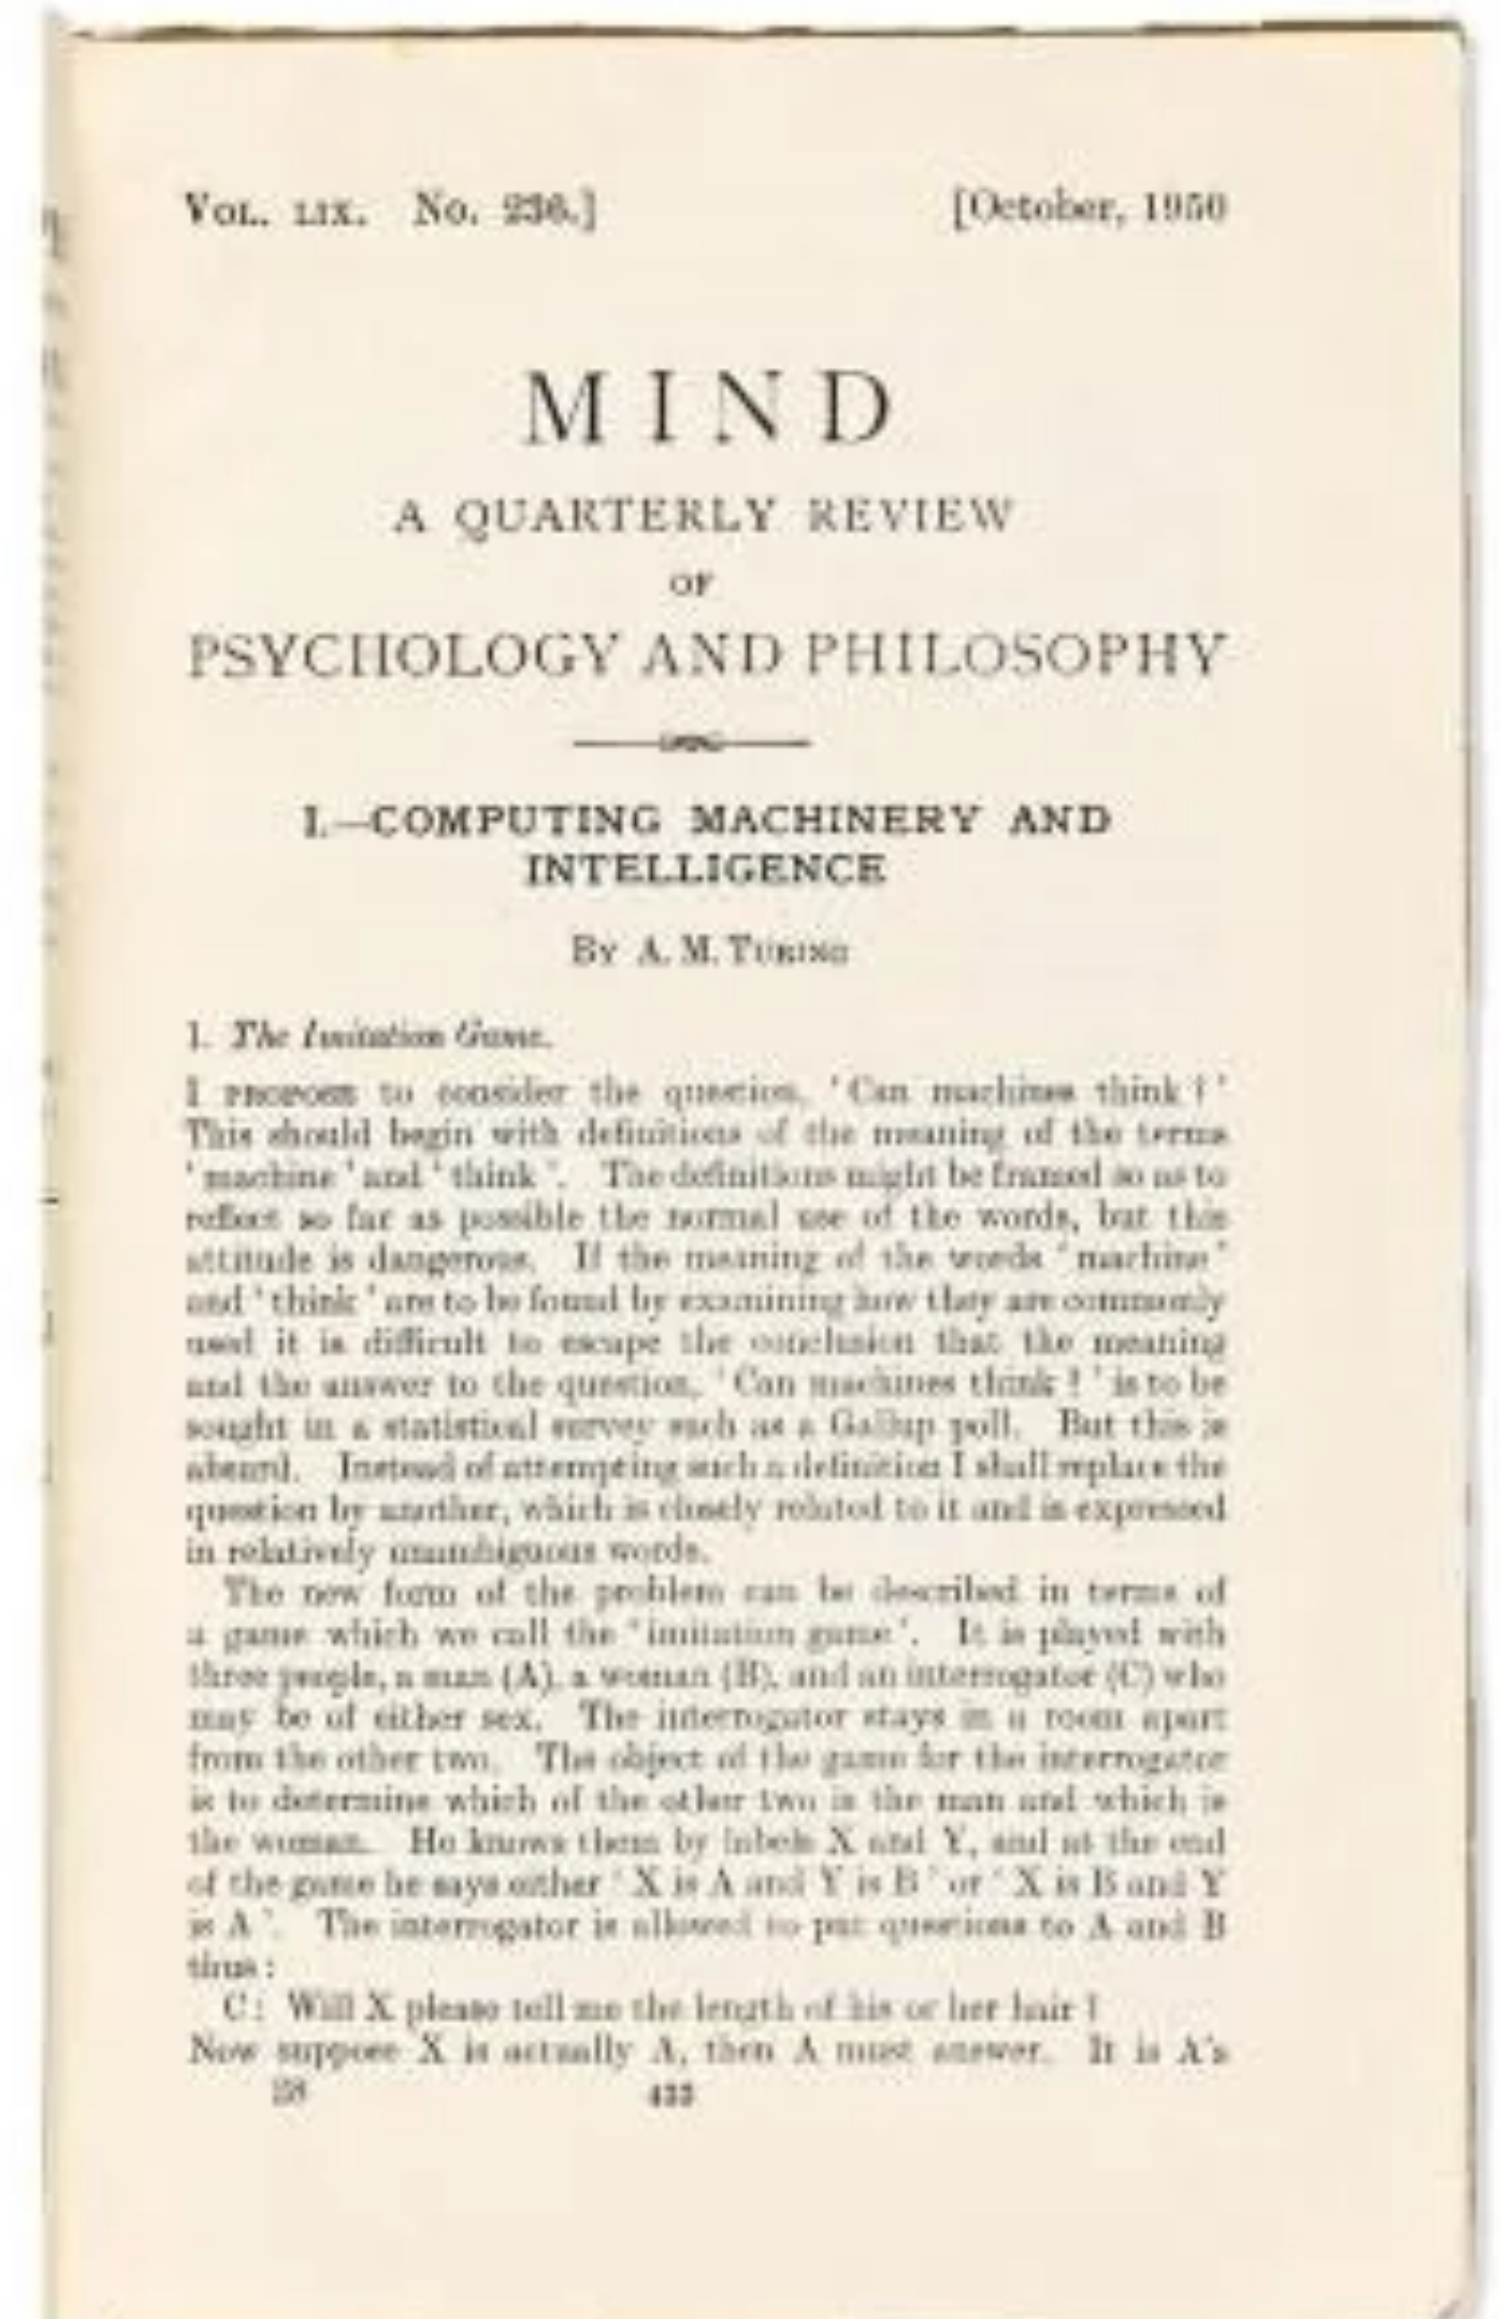 VOL. LIX. No. 236.] [October, 1950
MIND
A QUARTERLY REVIEW
OF
PSYCHOLOGY AND PHILOSOPHY
I.—COMPUTING MACHINERY AND
INTELLIGENCE
BY A. M. TURING
1. The Imitation Game.
I PROPOSE to consider the question, ' Can machines think ? '
This should begin with definitions of the meaning of the terms
' machine ' and ' think '. The definitions might be framed so as to
reflect so far as possible the normal use of the words, but this
attitude is dangerous. If the meaning of the words ' machine '
and ' think ' are to be found by examining how they are commonly
used it is difficult to escape the conclusion that the meaning
and the answer to the question, ' Can machines think ? ' is to be
sought in a statistical survey such as a Gallup poll. But this is
absurd. Instead of attempting such a definition I shall replace the
question by another, which is closely related to it and is expressed
in relatively unambiguous words.
The new form of the problem can be described in terms of
a game which we call the ' imitation game '. It is played with
three people, a man (A), a woman (B), and an interrogator (C) who
may be of either sex. The interrogator stays in a room apart
from the other two. The object of the game for the interrogator
is to determine which of the other two is the man and which is
the woman. He knows them by labels X and Y, and at the end
of the game he says either ' X is A and Y is B ' or ' X is B and Y
is A '. The interrogator is allowed to put questions to A and B
thus :
C : Will X please tell me the length of his or her hair ?
Now suppose X is actually A, then A must answer. It is A's
28 433